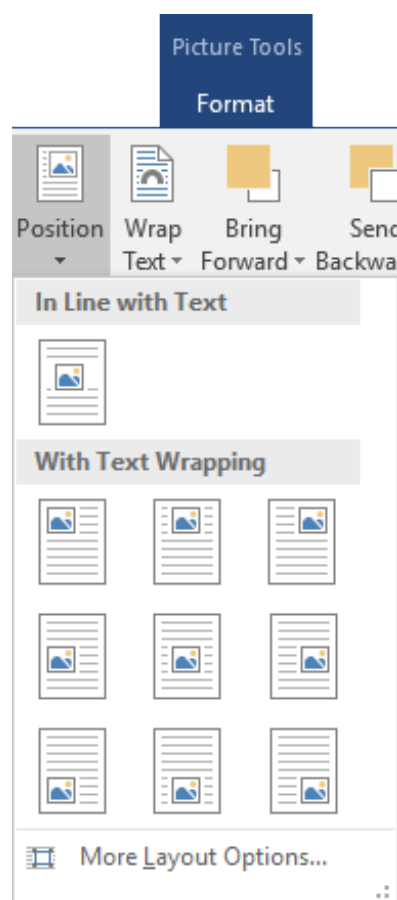 Picture Tools
Format
Position Wrap Bring
Text Forward
In Line with Text
With Text Wrapping
More Layout Options...